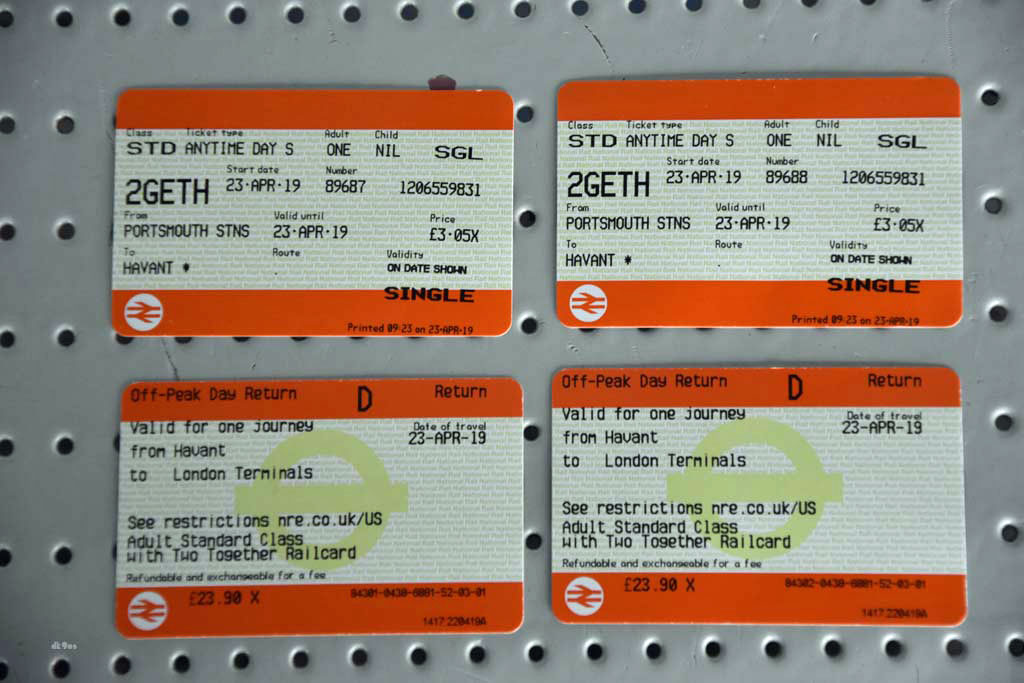 Class Ticket type Adult Child
STD ANYTIME DAY S ONE NIL SGL
Start date Number
2GETH 23·APR·19 89687 1206559831
From Valid until Price
PORTSMOUTH STNS 23·APR·19 £3·05X
To Route Validity
HAVANT * . ON DATE SHOWN
SINGLE
Printed 09·23 on 23·APR·19
Class Ticket type Adult Child
STD ANYTIME DAY S ONE NIL SGL
Start date Number
2GETH 23·APR·19 89688 1206559831
From Valid until Price
PORTSMOUTH STNS 23·APR·19 £3·05X
To Route Validity
HAVANT * . ON DATE SHOWN
SINGLE
Printed 09·23 on 23·APR·19
Off-Peak Day Return D Return
Valid for one journey Date of travel
23-APR-19
from Havant
to London Terminals
See restrictions nre.co.uk/US
Adult Standard Class
with Two Together Railcard
Refundable and exchangeable for a fee
£23.90 X 84301-0430-6001-52-03-01
1417 220419A
Off-Peak Day Return D Return
Valid for one journey Date of travel
23-APR-19
from Havant
to London Terminals
See restrictions nre.co.uk/US
Adult Standard Class
with Two Together Railcard
Refundable and exchangeable for a fee
£23.90 X 84302-0430-6001-52-03-01
1417 220419A